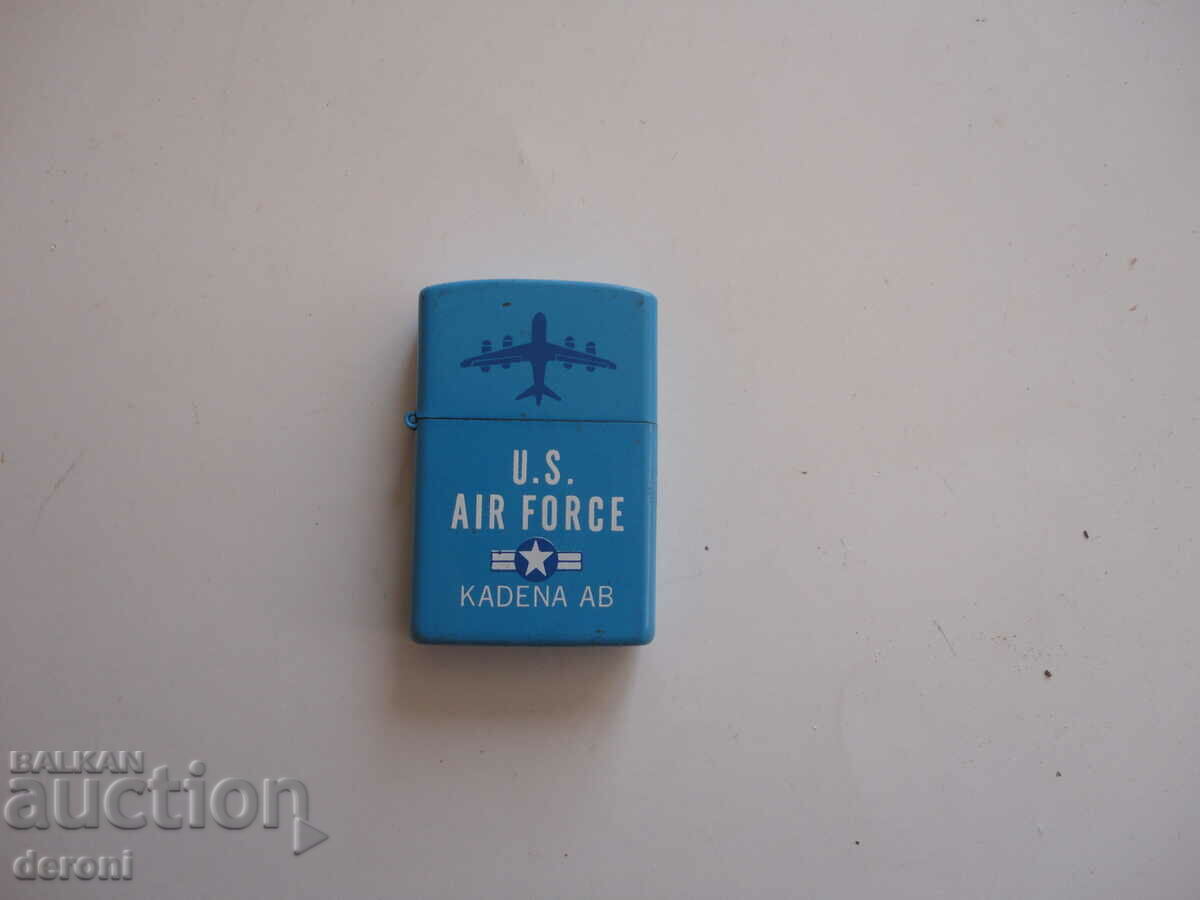 U.S.
AIR FORCE
KADENA AB
BALKAN
auction
deroni